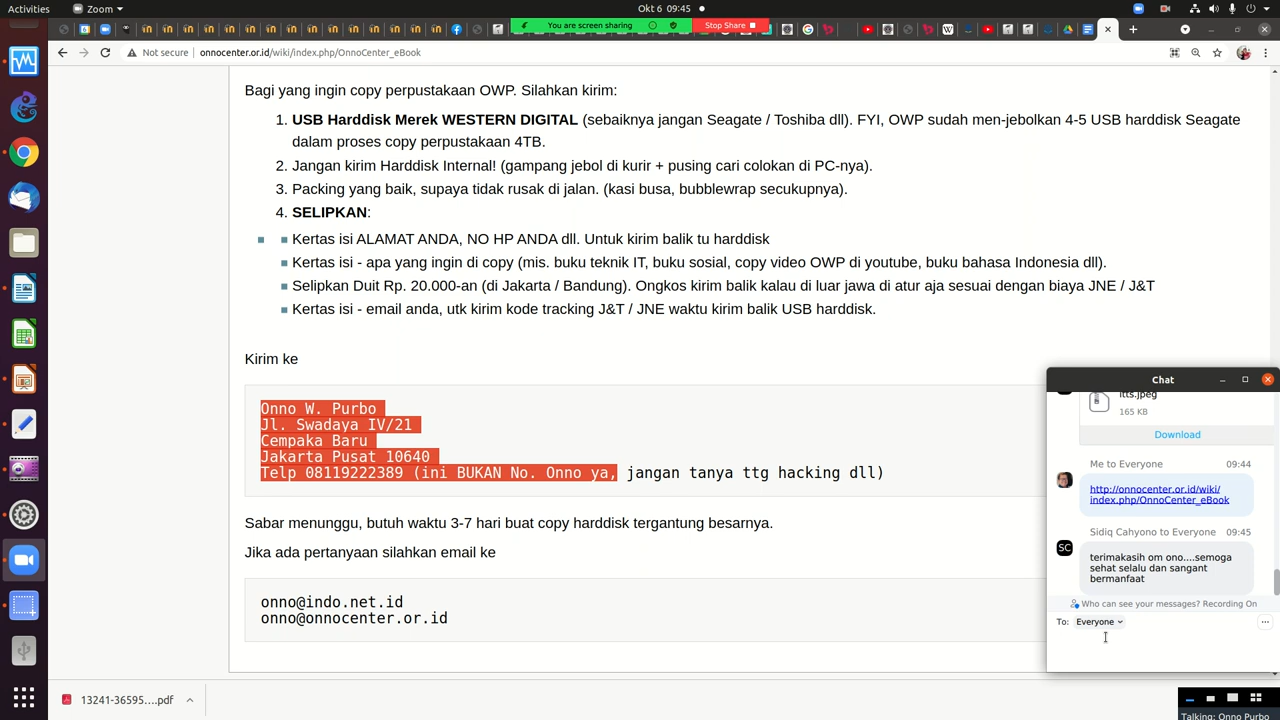 Activities
Zoom
Okt 6 09:45
You are screen sharing
Stop Share
Not secure
onnocenter.or.id/wiki/index.php/OnnoCenter_eBook
Bagi yang ingin copy perpustakaan OWP. Silahkan kirim:
1. USB Harddisk Merek WESTERN DIGITAL (sebaiknya jangan Seagate / Toshiba dll). FYI, OWP sudah men-jebolkan 4-5 USB harddisk Seagate
dalam proses copy perpustakaan 4TB.
2. Jangan kirim Harddisk Internal! (gampang jebol di kurir + pusing cari colokan di PC-nya).
3. Packing yang baik, supaya tidak rusak di jalan. (kasi busa, bubblewrap secukupnya).
4. SELIPKAN:
Kertas isi ALAMAT ANDA, NO HP ANDA dll. Untuk kirim balik tu harddisk
Kertas isi - apa yang ingin di copy (mis. buku teknik IT, buku sosial, copy video OWP di youtube, buku bahasa Indonesia dll).
Selipkan Duit Rp. 20.000-an (di Jakarta / Bandung). Ongkos kirim balik kalau di luar jawa di atur aja sesuai dengan biaya JNE / J&T
Kertas isi - email anda, utk kirim kode tracking J&T / JNE waktu kirim balik USB harddisk.
Kirim ke
Onno W. Purbo
Jl. Swadaya IV/21
Cempaka Baru
Jakarta Pusat 10640
Telp 08119222389 (ini BUKAN No. Onno ya, jangan tanya ttg hacking dll)
Sabar menunggu, butuh waktu 3-7 hari buat copy harddisk tergantung besarnya.
Jika ada pertanyaan silahkan email ke
onno@indo.net.id
onno@onnocenter.or.id
Chat
itts.jpeg
165 KB
Download
Me to Everyone 09:44
http://onnocenter.or.id/wiki/
index.php/OnnoCenter_eBook
Sidiq Cahyono to Everyone 09:45
SC
terimakasih om ono....semoga
sehat selalu dan sangant
bermanfaat
Who can see your messages? Recording On
To: Everyone
13241-36595....pdf
Talking: Onno Purbo